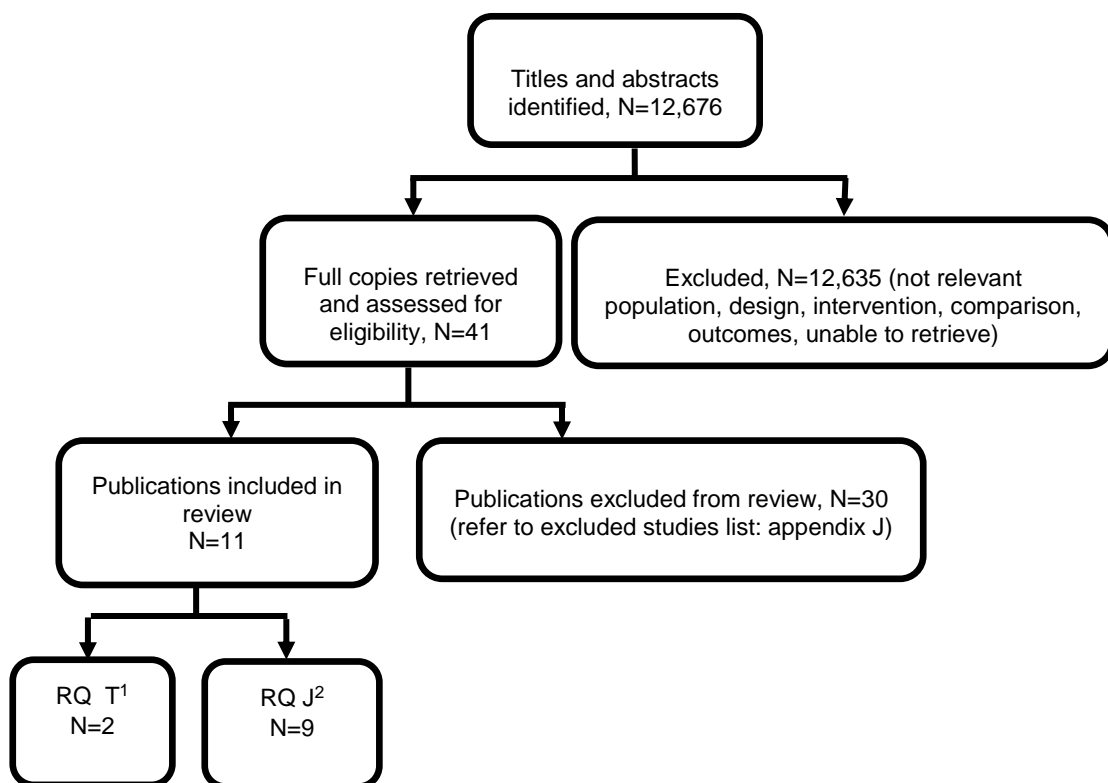 Titles and abstracts
identified, N=12,676
Full copies retrieved
and assessed for
eligibility, N=41
Excluded, N=12,635 (not relevant
population, design, intervention, comparison,
outcomes, unable to retrieve)
Publications included in
review
N=11
Publications excluded from review, N=30
(refer to excluded studies list: appendix J)
RQ T¹
N=2
RQ J²
N=9